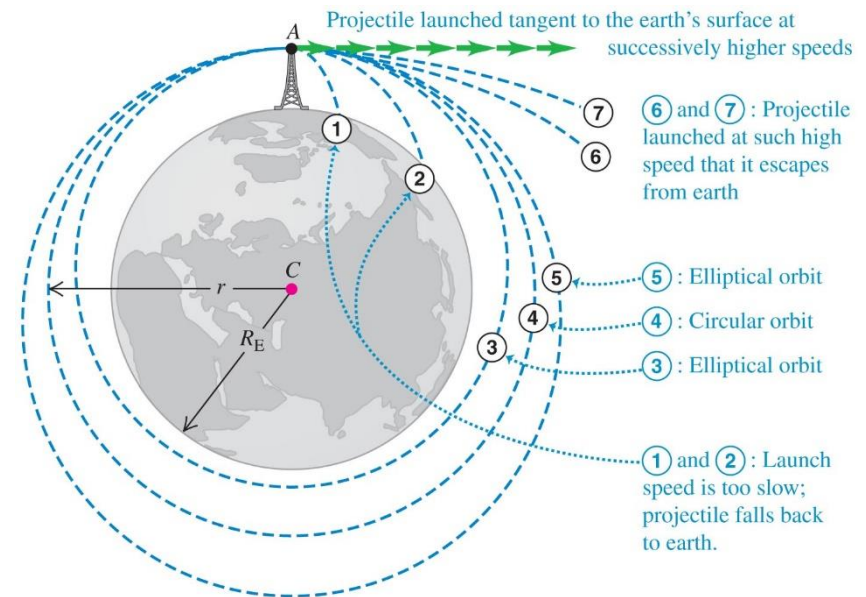 Projectile launched tangent to the earth's surface at
successively higher speeds
A
7
6
6 and 7 : Projectile
launched at such high
speed that it escapes
from earth
1
2
C
r
R_E
5
5 : Elliptical orbit
4
4 : Circular orbit
3
3 : Elliptical orbit
1 and 2 : Launch
speed is too slow;
projectile falls back
to earth.